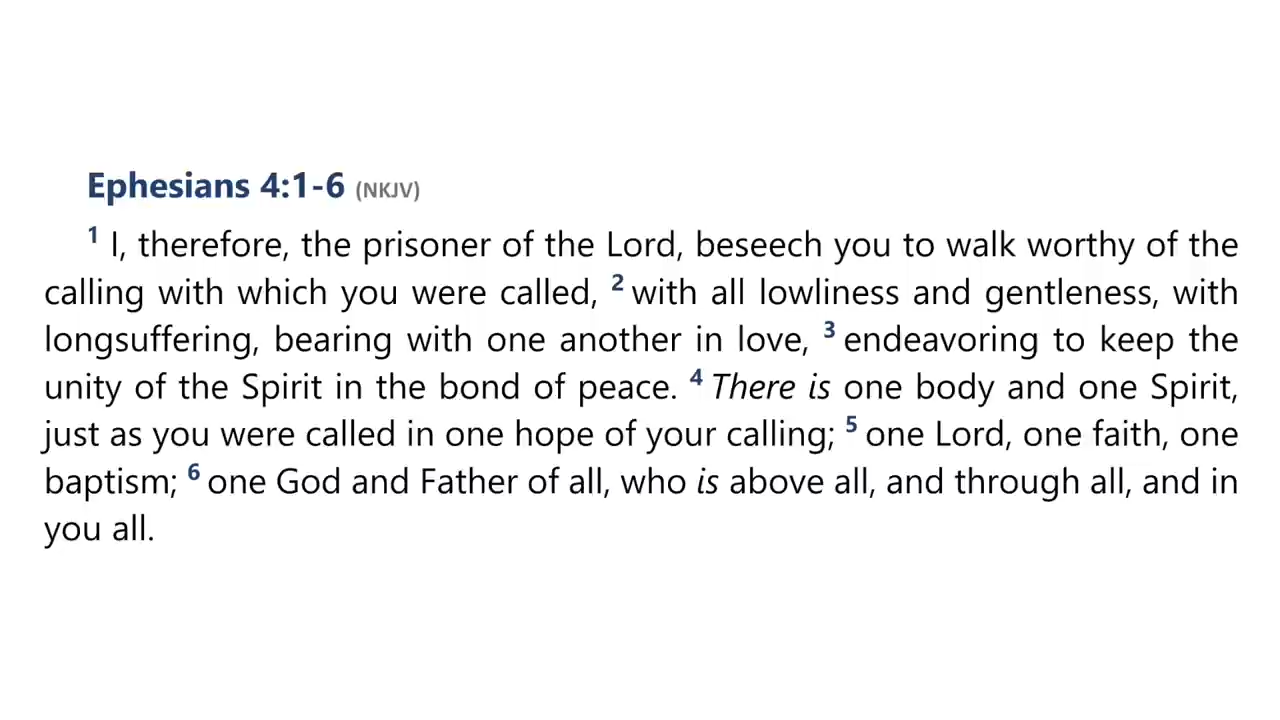 Ephesians 4:1-6 (NKJV)
1 I, therefore, the prisoner of the Lord, beseech you to walk worthy of the
calling with which you were called, 2 with all lowliness and gentleness, with
longsuffering, bearing with one another in love, 3 endeavoring to keep the
unity of the Spirit in the bond of peace. 4 There is one body and one Spirit,
just as you were called in one hope of your calling; 5 one Lord, one faith, one
baptism; 6 one God and Father of all, who is above all, and through all, and in
you all.